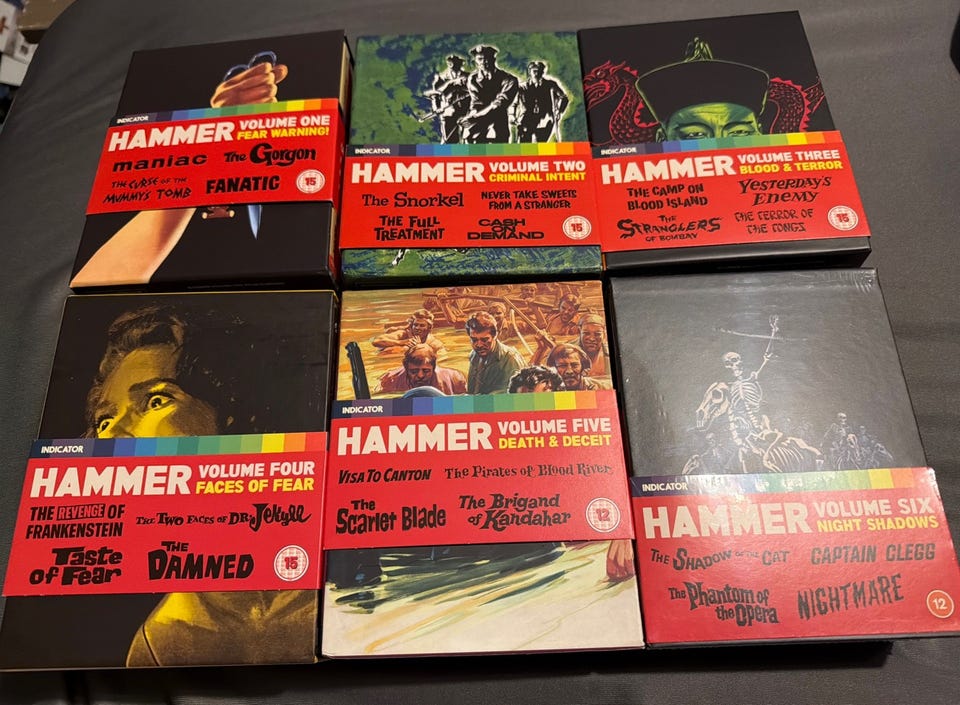 INDICATOR
HAMMER VOLUME ONE
FEAR WARNING!
maniac The Gorgon
THE CURSE OF THE
MUMMY'S TOMB FANATIC
15
INDICATOR
HAMMER VOLUME TWO
CRIMINAL INTENT
The Snorkel NEVER TAKE SWEETS
FROM A STRANGER
THE FULL
TREATMENT CASH
ON
DEMAND
15
INDICATOR
HAMMER VOLUME THREE
BLOOD & TERROR
THE CAMP ON
BLOOD ISLAND YESTERDAY'S
ENEMY
THE
STRANGLERS
OF BOMBAY THE TERROR OF
THE TONGS
15
INDICATOR
HAMMER VOLUME FOUR
FACES OF FEAR
THE REVENGE OF
FRANKENSTEIN THE TWO FACES OF DR. Jekyll
Taste
of Fear THE
DAMNED
15
INDICATOR
HAMMER VOLUME FIVE
DEATH & DECEIT
VISA TO CANTON The Pirates of Blood River
The
Scarlet Blade The Brigand
of Kandahar
12
INDICATOR
HAMMER VOLUME SIX
NIGHT SHADOWS
THE SHADOW OF THE CAT CAPTAIN CLEGG
The Phantom of
the Opera NIGHTMARE
12